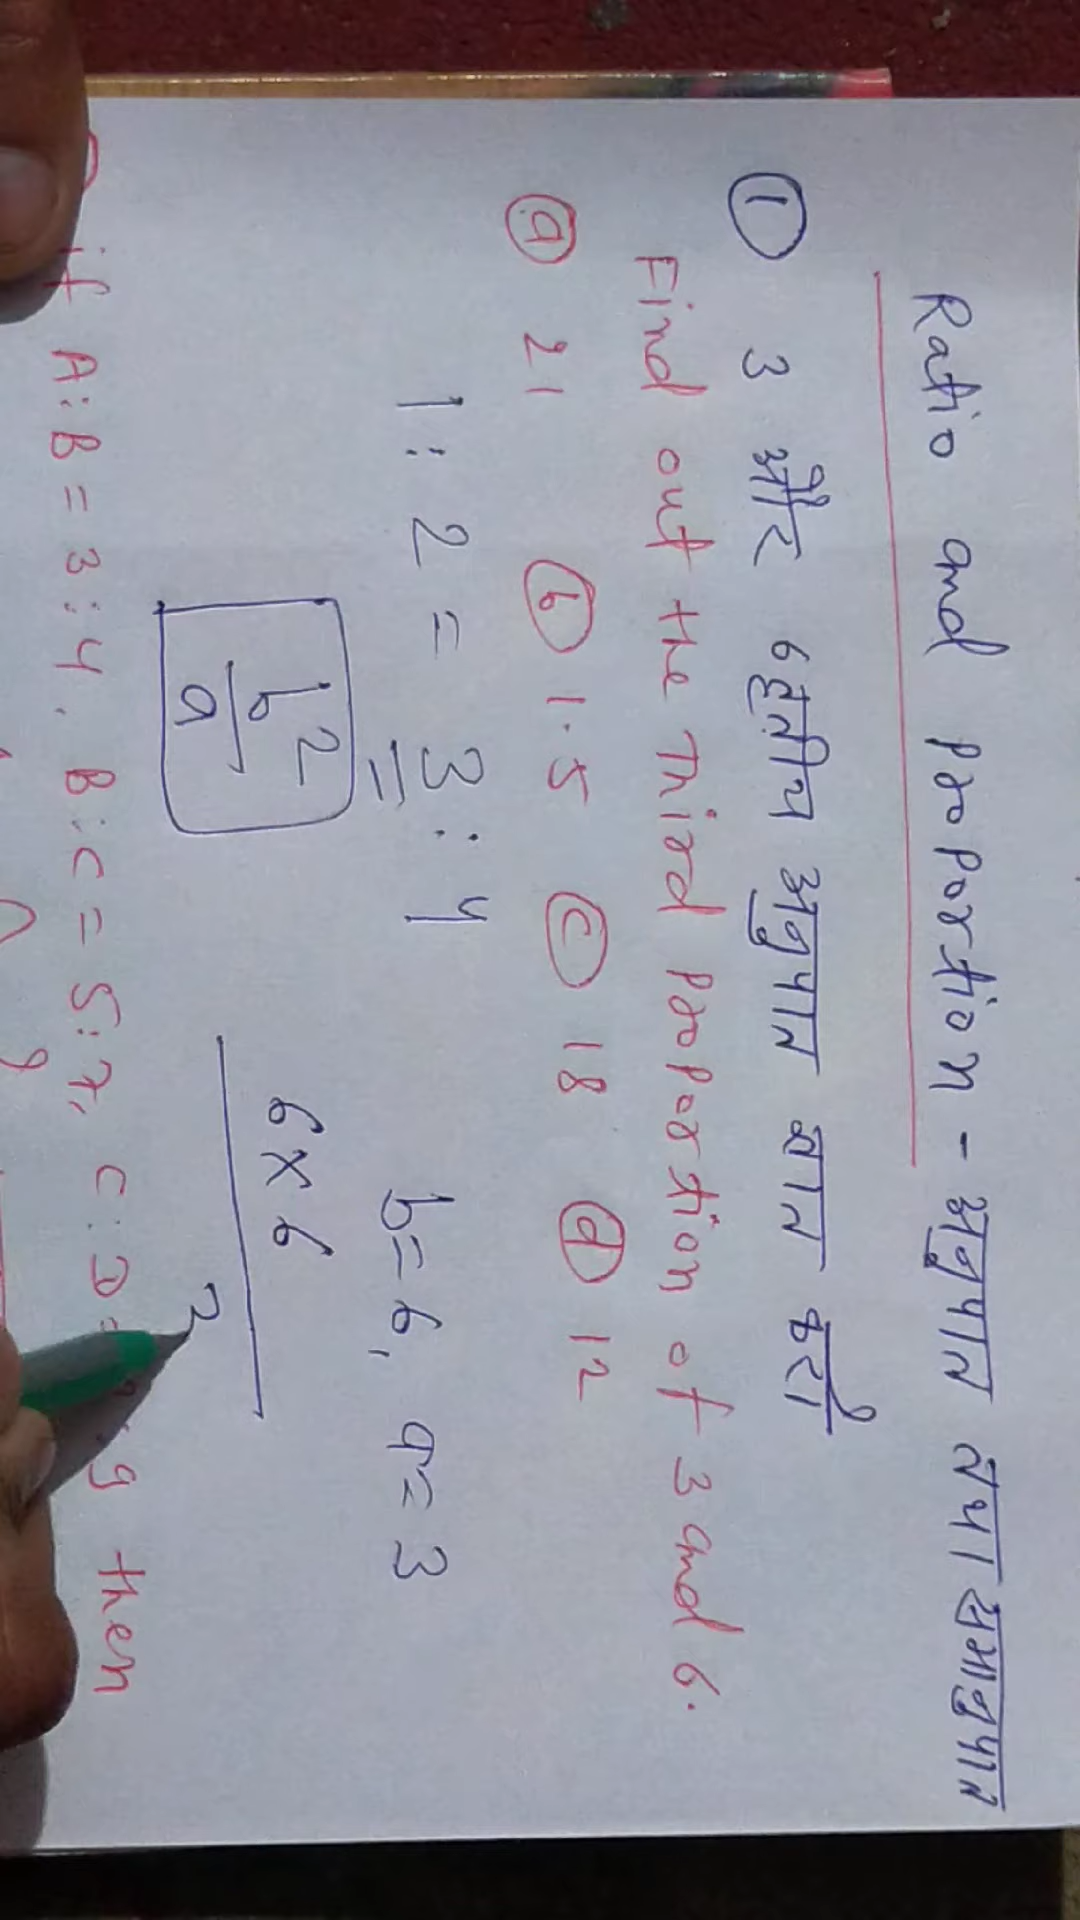 Ratio and proportion - अनुपात तथा समानुपात
① 3 और 6 तृतीय अनुपात ज्ञात करो
Find out the Third proportion of 3 and 6.
ⓐ 21 ⓑ 1.5 ⓒ 18 ⓓ 12
1 : 2 = 3 : 4 b = 6, a = 3
b²/a
6 × 6
3
if A:B = 3:4, B:C = 5:7, C:D = 9 then